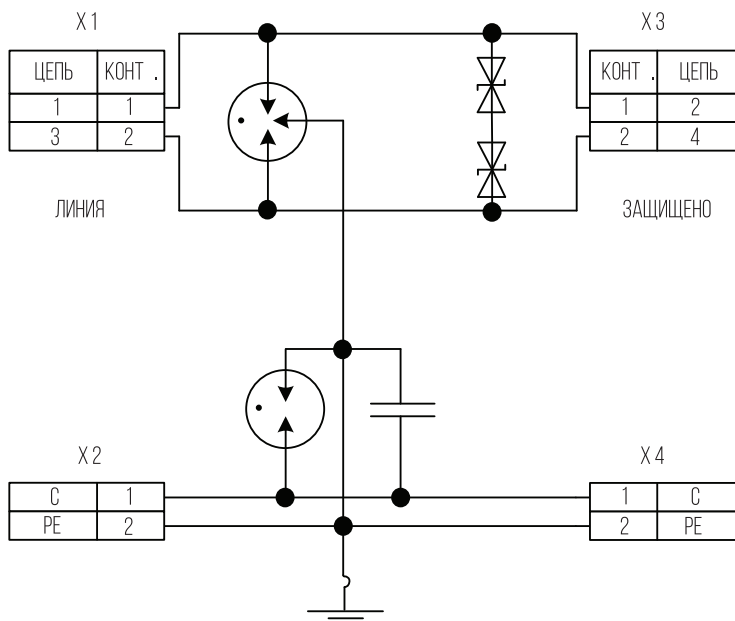 X1
X3
ЦЕПЬ КОНТ.
КОНТ. ЦЕПЬ
1 1
1 2
3 2
2 4
ЛИНИЯ
ЗАЩИЩЕНО
X2
X4
C 1
1 C
PE 2
2 PE